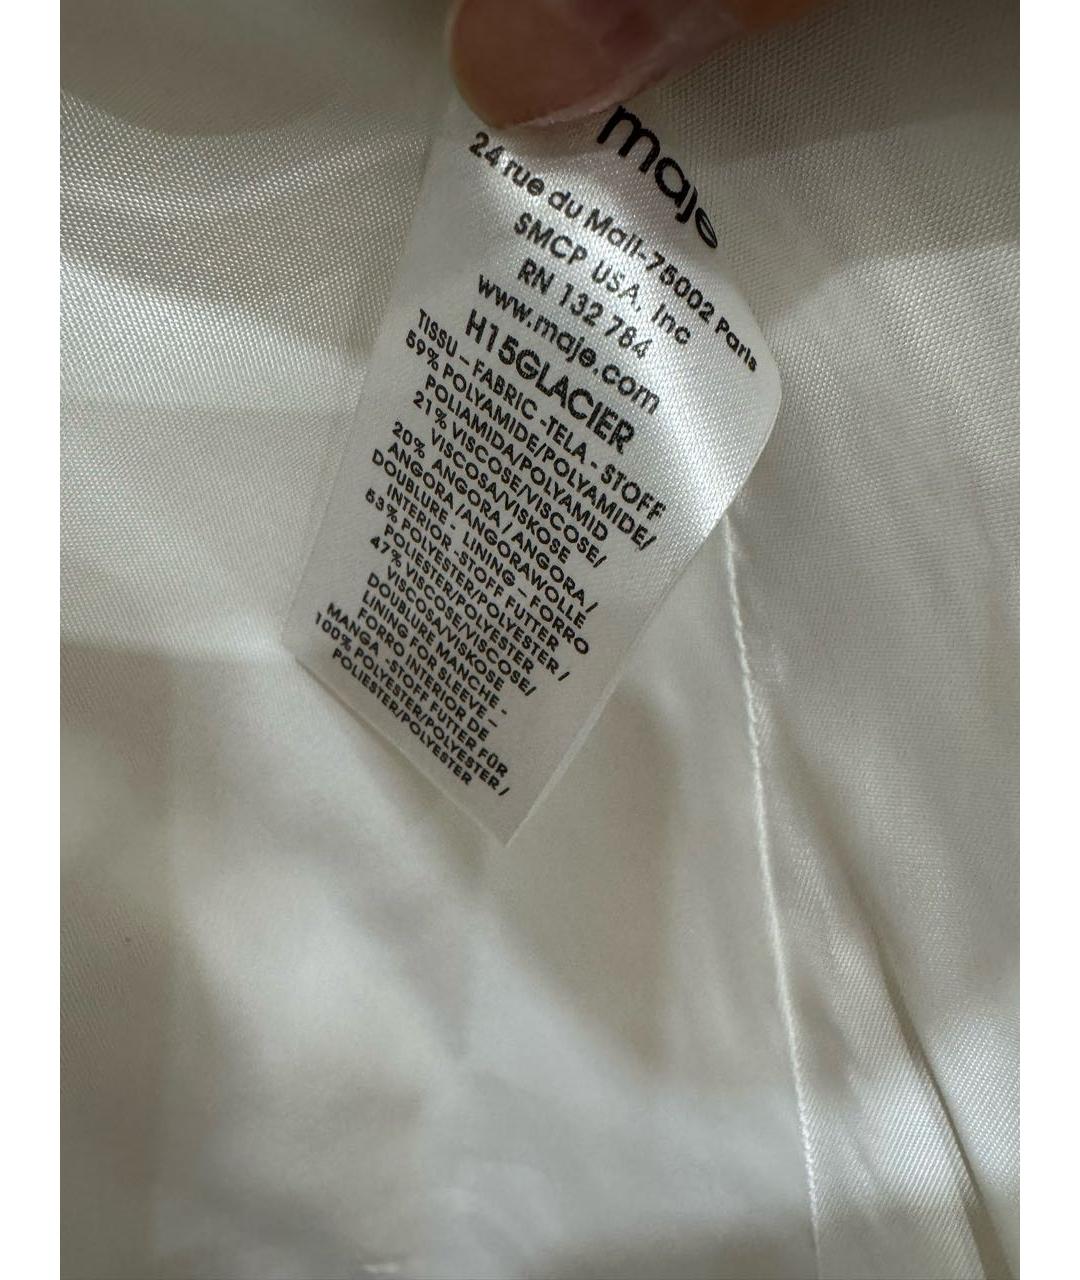 maje
24 rue du Mail-75002 Paris
SMCP USA, Inc
RN 132 784
www.maje.com
H15GLACIER
TISSU – FABRIC -TELA - STOFF
59% POLYAMIDE/POLYAMIDE/
POLIAMIDA/POLYAMID
21% VISCOSE/VISCOSE/
VISCOSA/VISKOSE
20% ANGORA / ANGORA /
ANGORA /ANGORAWOLLE
DOUBLURE - LINING – FORRO
INTERIOR -STOFF FUTTER
53% POLYESTER/POLYESTER /
POLIESTER/POLYESTER
47% VISCOSE/VISCOSE/
VISCOSA/VISKOSE
DOUBLURE MANCHE -
LINING FOR SLEEVE –
FORRO INTERIOR DE
MANGA -STOFF FUTTER FÜR
100% POLYESTER/POLYESTER /
POLIESTER/POLYESTER